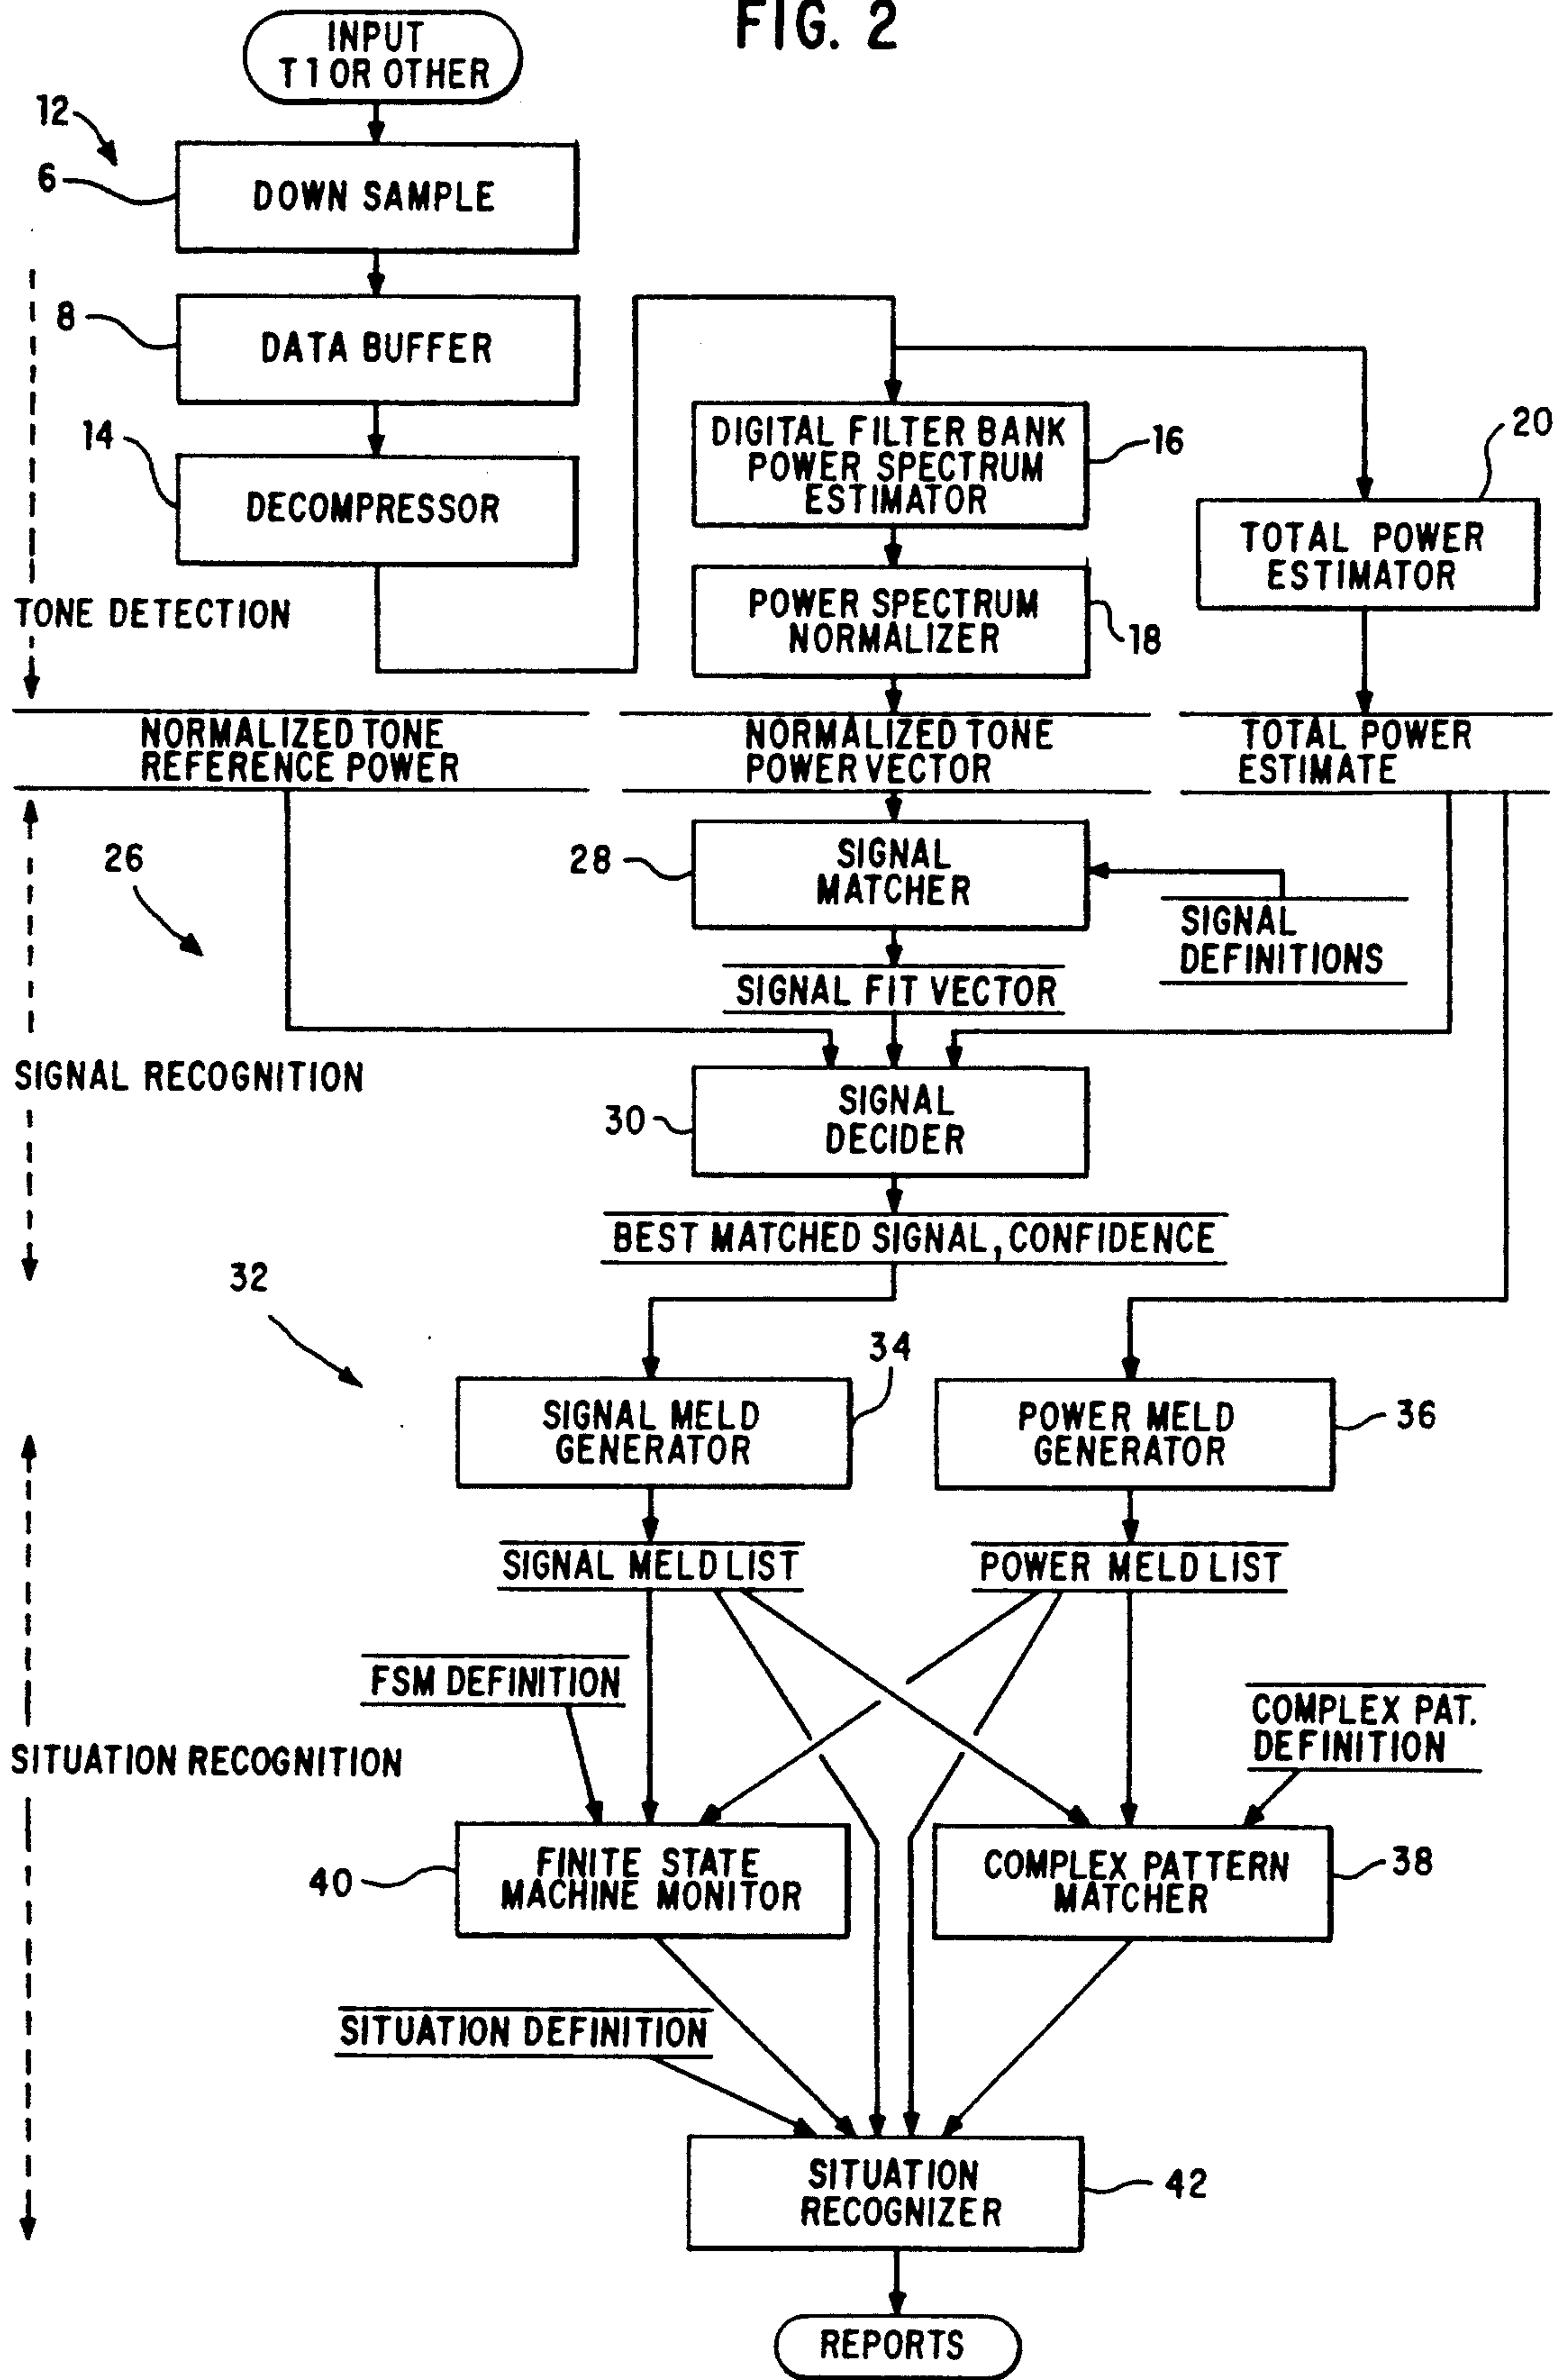 FIG. 2
INPUT
T1 OR OTHER
12
6
DOWN SAMPLE
8
DATA BUFFER
14
DECOMPRESSOR
DIGITAL FILTER BANK
POWER SPECTRUM
ESTIMATOR
16
20
TOTAL POWER
ESTIMATOR
POWER SPECTRUM
NORMALIZER
18
TONE DETECTION
NORMALIZED TONE
REFERENCE POWER
NORMALIZED TONE
POWER VECTOR
TOTAL POWER
ESTIMATE
26
28
SIGNAL
MATCHER
SIGNAL
DEFINITIONS
SIGNAL FIT VECTOR
SIGNAL RECOGNITION
30
SIGNAL
DECIDER
BEST MATCHED SIGNAL, CONFIDENCE
32
34
SIGNAL MELD
GENERATOR
POWER MELD
GENERATOR
36
SIGNAL MELD LIST
POWER MELD LIST
FSM DEFINITION
COMPLEX PAT.
DEFINITION
SITUATION RECOGNITION
40
FINITE STATE
MACHINE MONITOR
COMPLEX PATTERN
MATCHER
38
SITUATION DEFINITION
SITUATION
RECOGNIZER
42
REPORTS